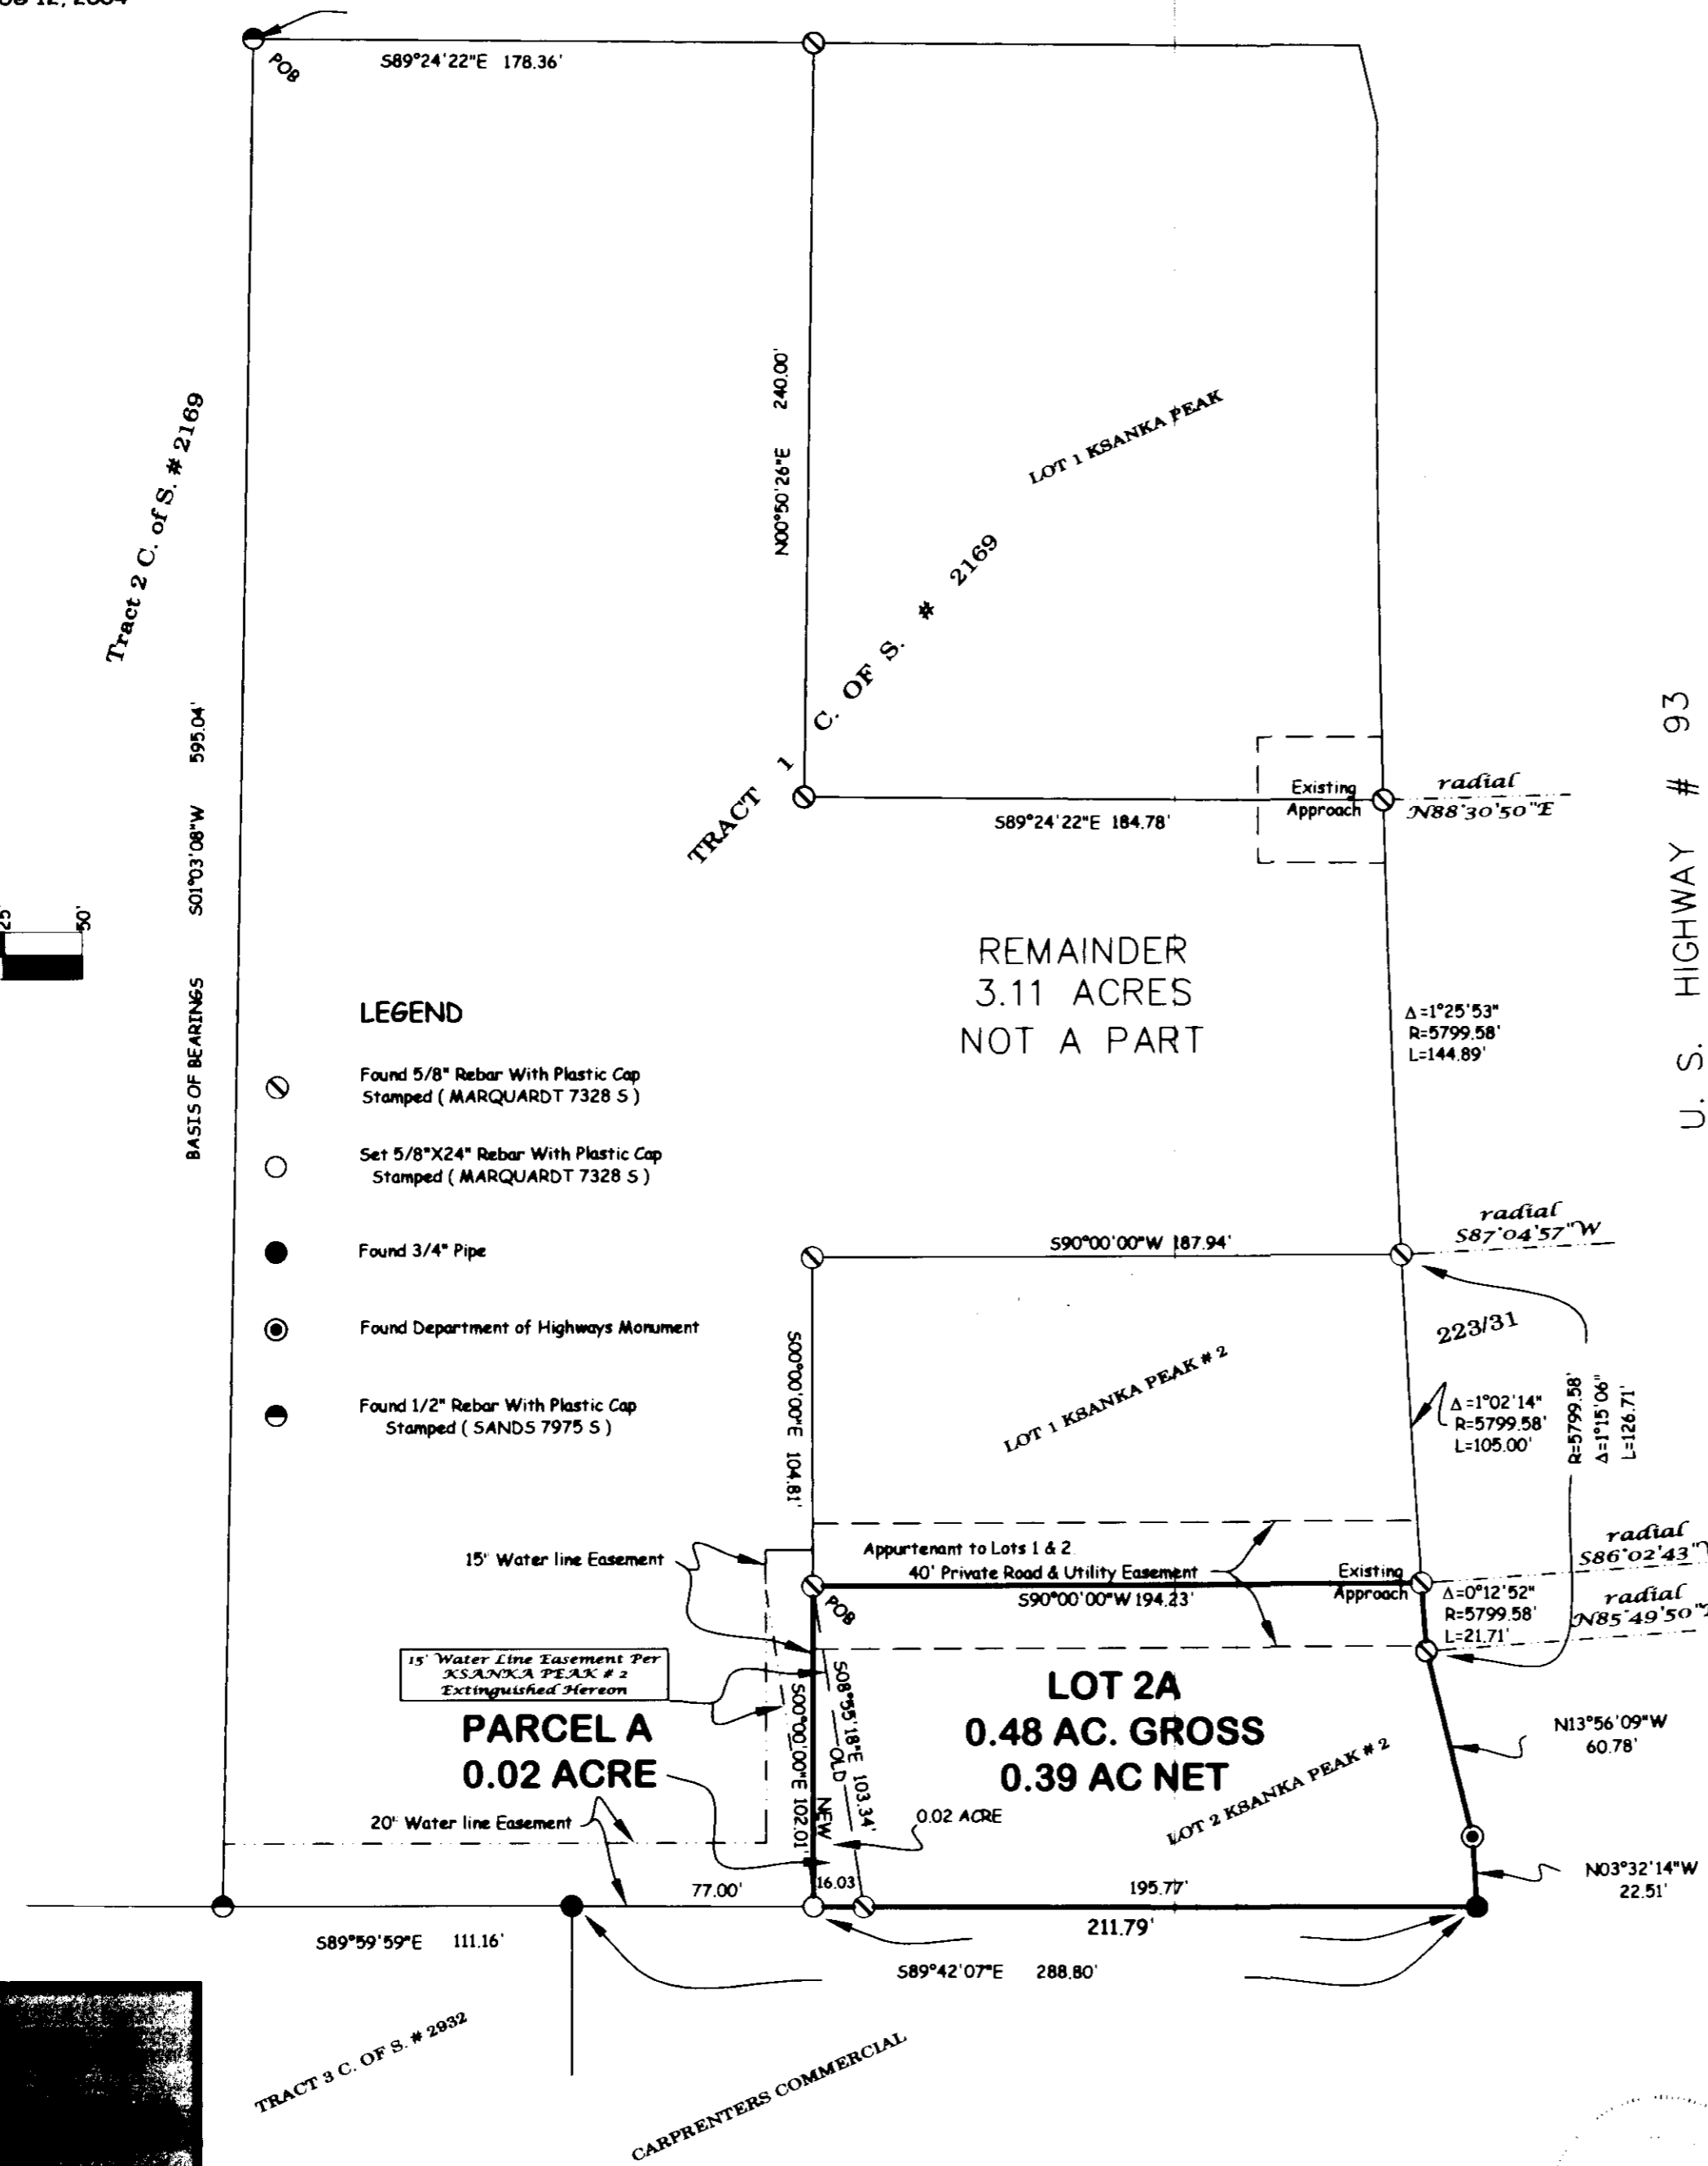 12, 2004
POB
S89°24'22"E 178.36'
N00°50'26"E 240.00'
LOT 1 KSANKA PEAK
Tract 2 C. of S. # 2169
TRACT 1 C. OF S. # 2169
BASIS OF BEARINGS S01°03'08"W 595.04'
25' 50'
Existing
Approach
radial
N88°30'50"E
S89°24'22"E 184.78'
U. S. HIGHWAY # 93
REMAINDER
3.11 ACRES
NOT A PART
Δ=1°25'53"
R=5799.58'
L=144.89'
LEGEND
Found 5/8" Rebar With Plastic Cap
Stamped ( MARQUARDT 7328 S )
Set 5/8"X24" Rebar With Plastic Cap
Stamped ( MARQUARDT 7328 S )
Found 3/4" Pipe
Found Department of Highways Monument
Found 1/2" Rebar With Plastic Cap
Stamped ( SANDS 7975 S )
radial
S87°04'57"W
S90°00'00"W 187.94'
S00°00'00"E 104.81'
LOT 1 KSANKA PEAK # 2
223/31
Δ=1°02'14"
R=5799.58'
L=105.00'
R=5799.58'
Δ=1°15'06"
L=126.71'
15' Water line Easement
Appurtenant to Lots 1 & 2
40' Private Road & Utility Easement
S90°00'00"W 194.23'
Existing
Approach
radial
S86°02'43"
Δ=0°12'52"
R=5799.58'
L=21.71'
radial
N85°49'50"
POB
15' Water Line Easement Per
KSANKA PEAK # 2
Extinguished Hereon
PARCEL A
0.02 ACRE
S00°00'00"E 102.01'
NEW
S08°55'18"E 103.34'
OLD
LOT 2A
0.48 AC. GROSS
0.39 AC NET
LOT 2 KSANKA PEAK # 2
N13°56'09"W
60.78'
20' Water line Easement
0.02 ACRE
77.00'
16.03'
195.77'
N03°32'14"W
22.51'
211.79'
S89°59'59"E 111.16'
S89°42'07"E 288.80'
TRACT 3 C. OF S. # 2932
CARPRENTERS COMMERCIAL